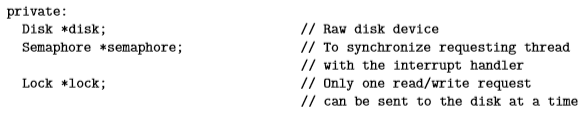 private:
  Disk *disk;                        // Raw disk device
  Semaphore *semaphore;              // To synchronize requesting thread
                                     // with the interrupt handler
  Lock *lock;                        // Only one read/write request
                                     // can be sent to the disk at a time